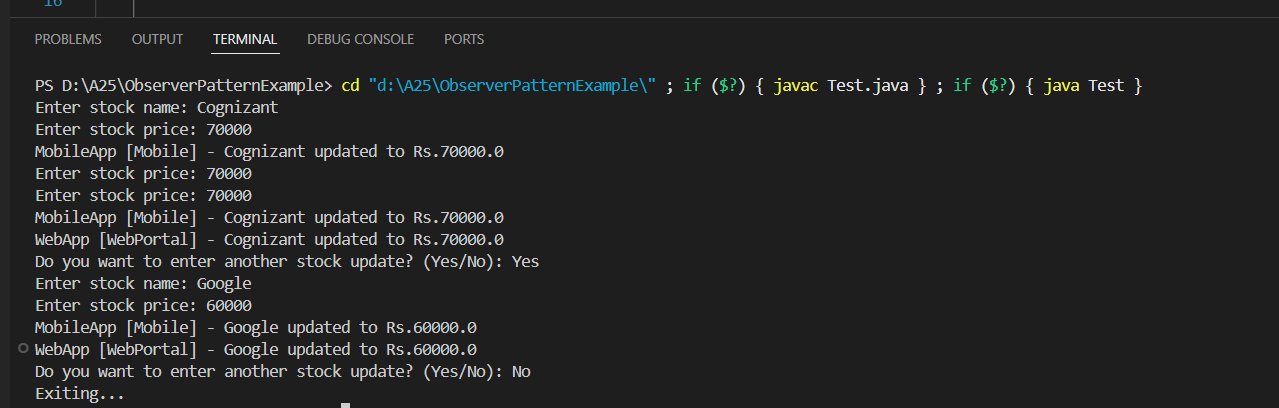 16
PROBLEMS OUTPUT TERMINAL DEBUG CONSOLE PORTS
PS D:\A25\ObserverPatternExample> cd "d:\A25\ObserverPatternExample\" ; if ($?) { javac Test.java } ; if ($?) { java Test }
Enter stock name: Cognizant
Enter stock price: 70000
MobileApp [Mobile] - Cognizant updated to Rs.70000.0
Enter stock price: 70000
Enter stock price: 70000
MobileApp [Mobile] - Cognizant updated to Rs.70000.0
WebApp [WebPortal] - Cognizant updated to Rs.70000.0
Do you want to enter another stock update? (Yes/No): Yes
Enter stock name: Google
Enter stock price: 60000
MobileApp [Mobile] - Google updated to Rs.60000.0
WebApp [WebPortal] - Google updated to Rs.60000.0
Do you want to enter another stock update? (Yes/No): No
Exiting...